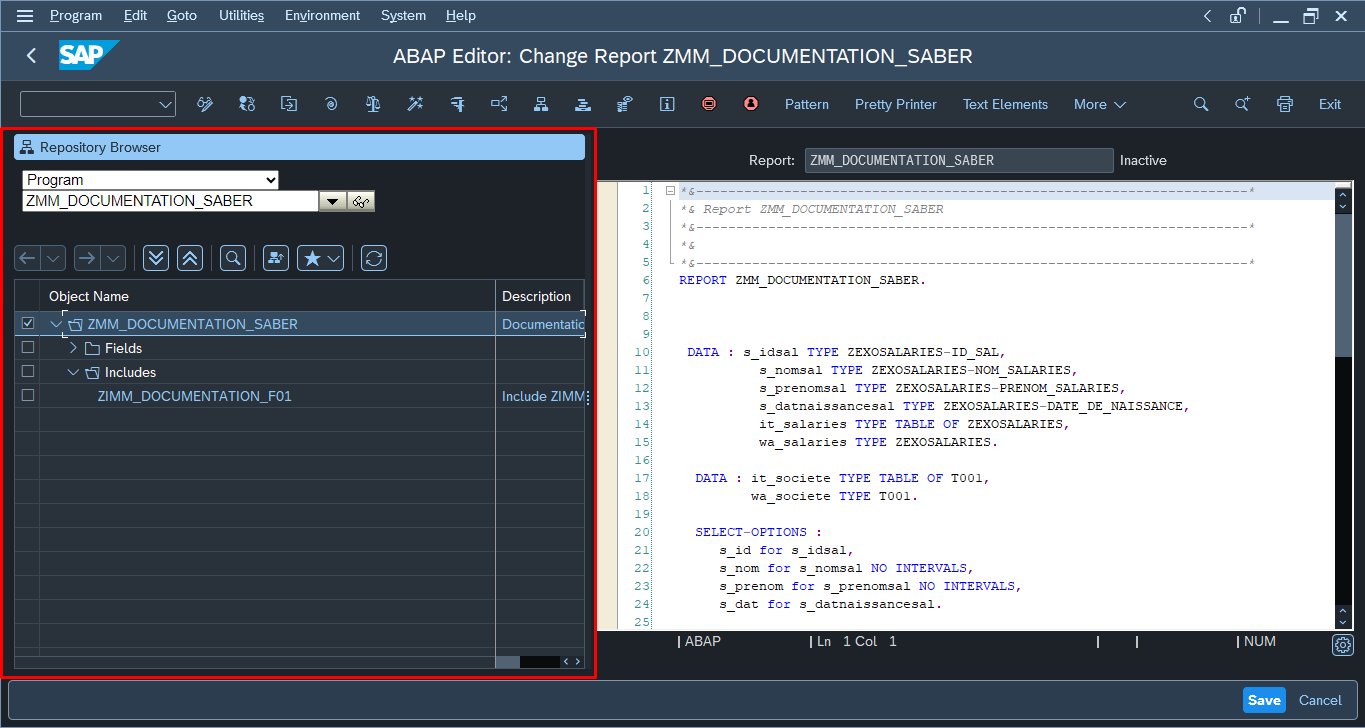 Program Edit Goto Utilities Environment System Help
SAP ABAP Editor: Change Report ZMM_DOCUMENTATION_SABER
Pattern Pretty Printer Text Elements More Exit
Repository Browser
Program
ZMM_DOCUMENTATION_SABER
Object Name Description
ZMM_DOCUMENTATION_SABER Documentatic
Fields
Includes
ZIMM_DOCUMENTATION_F01 Include ZIMM
Report: ZMM_DOCUMENTATION_SABER Inactive
1 *&---------------------------------------------------------------------*
2 *& Report ZMM_DOCUMENTATION_SABER
3 *&---------------------------------------------------------------------*
4 *&
5 *&---------------------------------------------------------------------*
6 REPORT ZMM_DOCUMENTATION_SABER.
7
8
9
10 DATA : s_idsal TYPE ZEXOSALARIES-ID_SAL,
11 s_nomsal TYPE ZEXOSALARIES-NOM_SALARIES,
12 s_prenomsal TYPE ZEXOSALARIES-PRENOM_SALARIES,
13 s_datnaissancesal TYPE ZEXOSALARIES-DATE_DE_NAISSANCE,
14 it_salaries TYPE TABLE OF ZEXOSALARIES,
15 wa_salaries TYPE ZEXOSALARIES.
16
17 DATA : it_societe TYPE TABLE OF T001,
18 wa_societe TYPE T001.
19
20 SELECT-OPTIONS :
21 s_id for s_idsal,
22 s_nom for s_nomsal NO INTERVALS,
23 s_prenom for s_prenomsal NO INTERVALS,
24 s_dat for s_datnaissancesal.
25
ABAP Ln 1 Col 1 NUM
Save Cancel